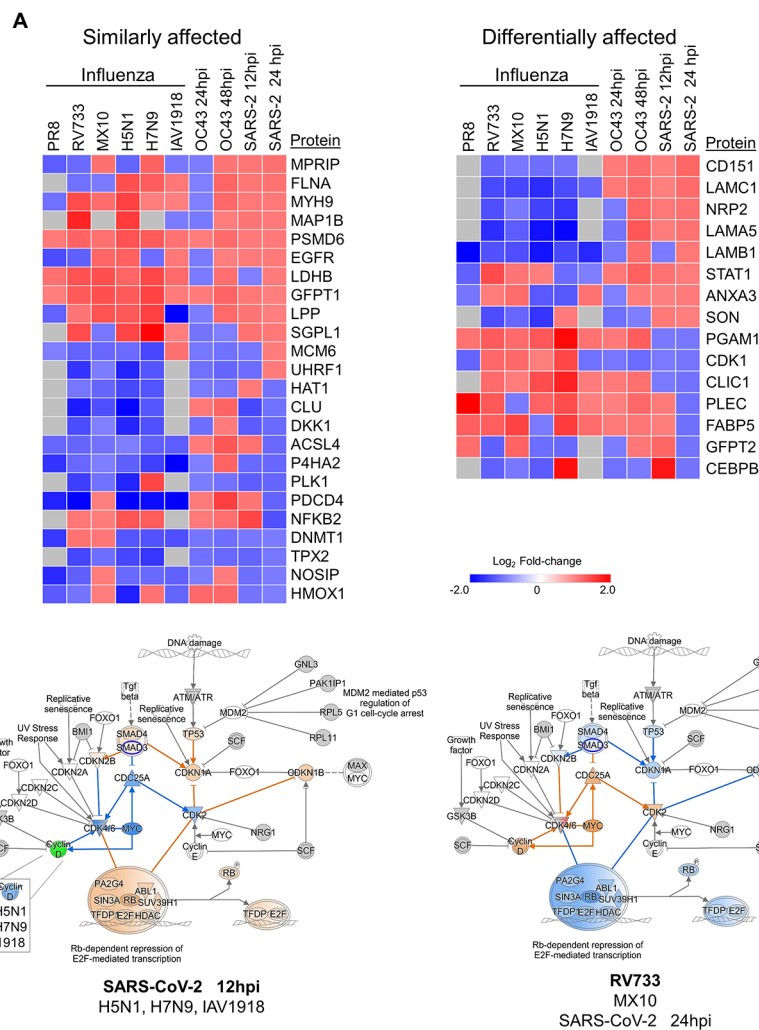 A
Similarly affected
Differentially affected
Influenza
PR8
RV733
MX10
H5N1
H7N9
IAV1918
OC43 24hpi
OC43 48hpi
SARS-2 12hpi
SARS-2 24 hpi
Protein
MPRIP
FLNA
MYH9
MAP1B
PSMD6
EGFR
LDHB
GFPT1
LPP
SGPL1
MCM6
UHRF1
HAT1
CLU
DKK1
ACSL4
P4HA2
PLK1
PDCD4
NFKB2
DNMT1
TPX2
NOSIP
HMOX1
Influenza
PR8
RV733
MX10
H5N1
H7N9
IAV1918
OC43 24hpi
OC43 48hpi
SARS-2 12hpi
SARS-2 24 hpi
Protein
CD151
LAMC1
NRP2
LAMA5
LAMB1
STAT1
ANXA3
SON
PGAM1
CDK1
CLIC1
PLEC
FABP5
GFPT2
CEBPB
Log2 Fold-change
-2.0 0 2.0
DNA damage
GNL3
PAK1IP1
MDM2 mediated p53
regulation of
G1 cell-cycle arrest
RPL5
RPL11
Tgf
beta
ATM/ATR
Replicative
senescence
Replicative
senescence
MDM2
UV Stress
Response
BMI1
FOXO1
SMAD4
SMAD3
TP53
SCF
FOXO1
CDKN2A
CDKN2B
CDC25A
CDKN1A
FOXO1
CDKN1B
MAX
MYC
CDKN2C
CDKN2D
CDK4/6
MYC
CDK2
MYC
NRG1
SCF
Cyclin
D
Cyclin
E
PA2G4
ABL1
SIN3A
RB
SUV39H1
TFDP1
E2F
HDAC
RB
P
TFDP1
E2F
Rb-dependent repression of
E2F-mediated transcription
H5N1
H7N9
1918
SARS-CoV-2 12hpi
H5N1, H7N9, IAV1918
DNA damage
Tgf
beta
ATM/ATR
Replicative
senescence
Replicative
senescence
MDM2
UV Stress
Response
BMI1
FOXO1
SMAD4
SMAD3
TP53
SCF
Growth
factor
FOXO1
CDKN2A
CDKN2B
CDC25A
CDKN1A
FOXO1
CDKN2C
CDKN2D
GSK3B
CDK4/6
MYC
CDK2
MYC
NRG1
SCF
Cyclin
D
Cyclin
E
PA2G4
ABL1
SIN3A
RB
SUV39H1
TFDP1
E2F
HDAC
RB
P
TFDP1
E2F
Rb-dependent repression of
E2F-mediated transcription
RV733
MX10
SARS-CoV-2 24hpi